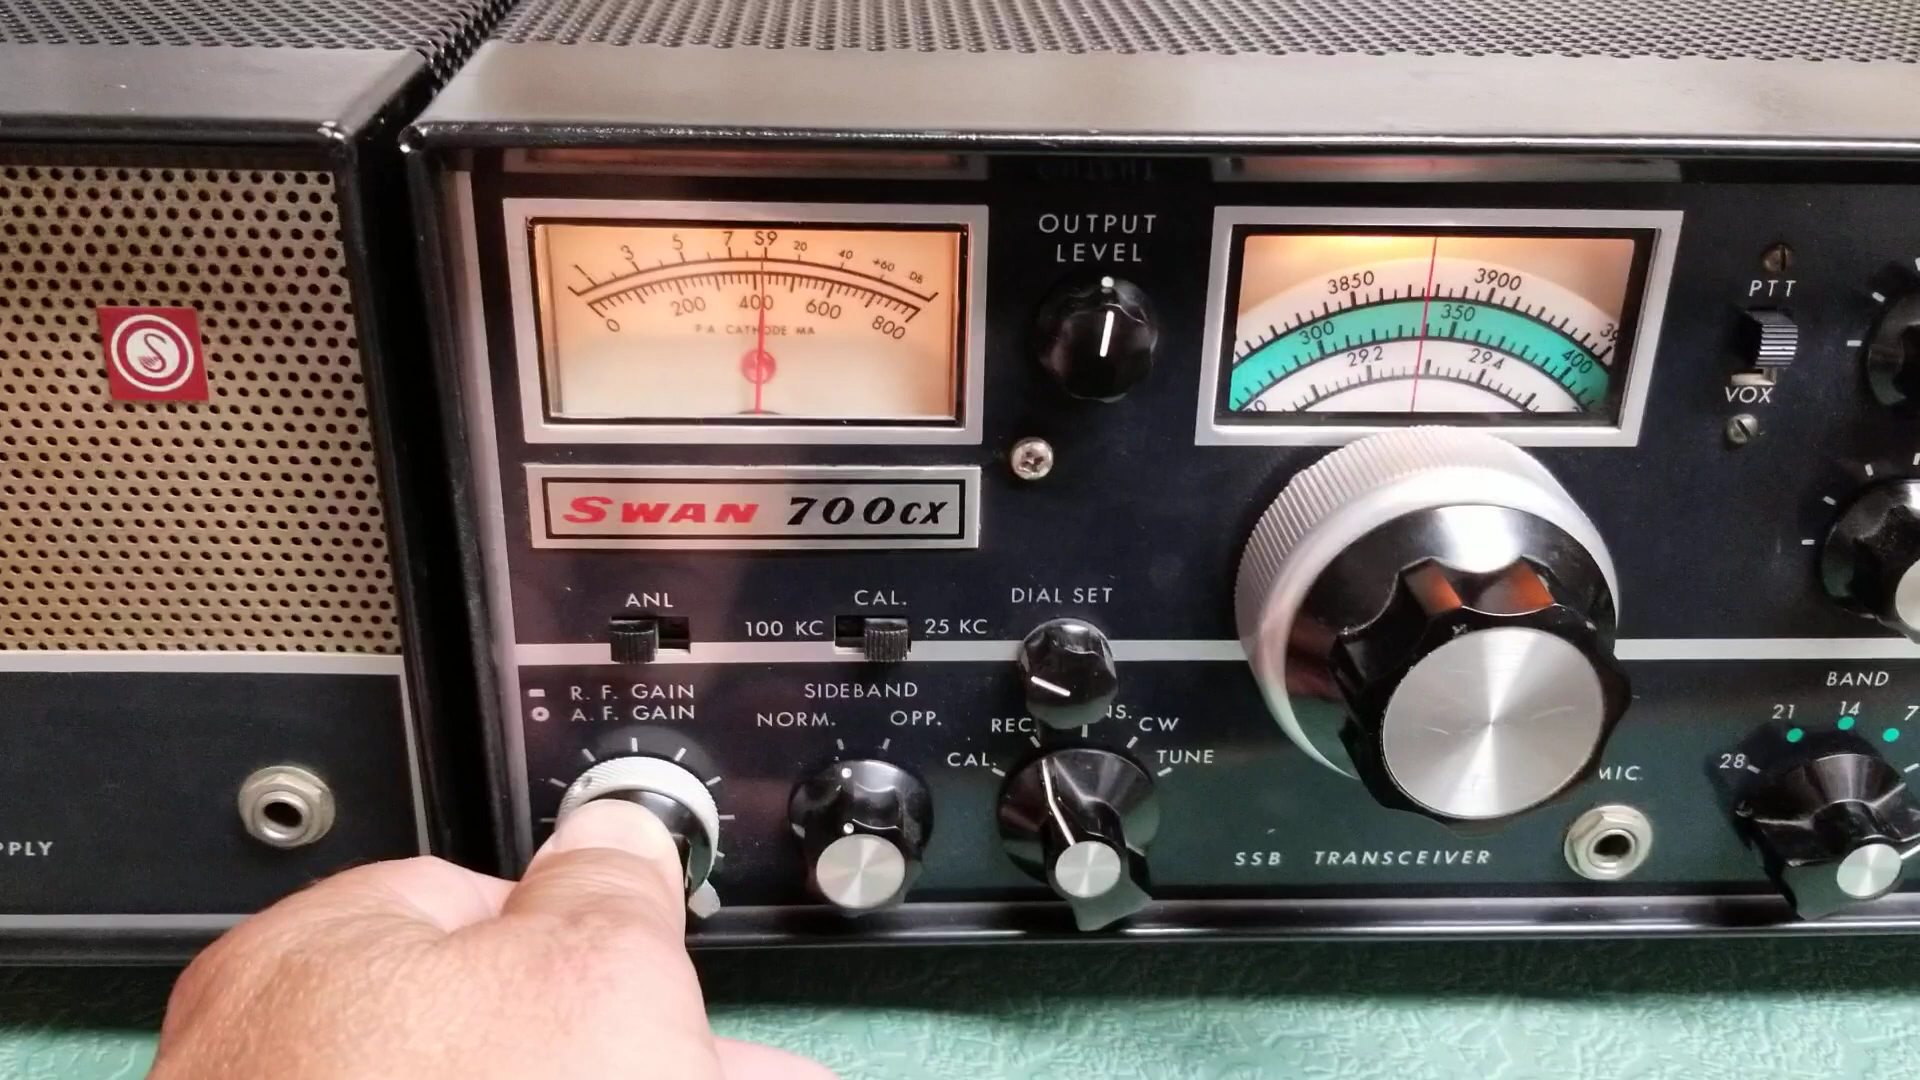 3 5 7 S9 20 40 +60 DB
0 200 400 600 800
P A CATHODE MA
OUTPUT
LEVEL
3850 3900
300 350 400
29.2 29.4
PTT
VOX
SWAN 700CX
ANL
CAL.
100 KC 25 KC
DIAL SET
R. F. GAIN
A. F. GAIN
SIDEBAND
NORM. OPP.
REC. CW
CAL. TUNE
MIC.
BAND
28 21 14 7
SSB TRANSCEIVER
S